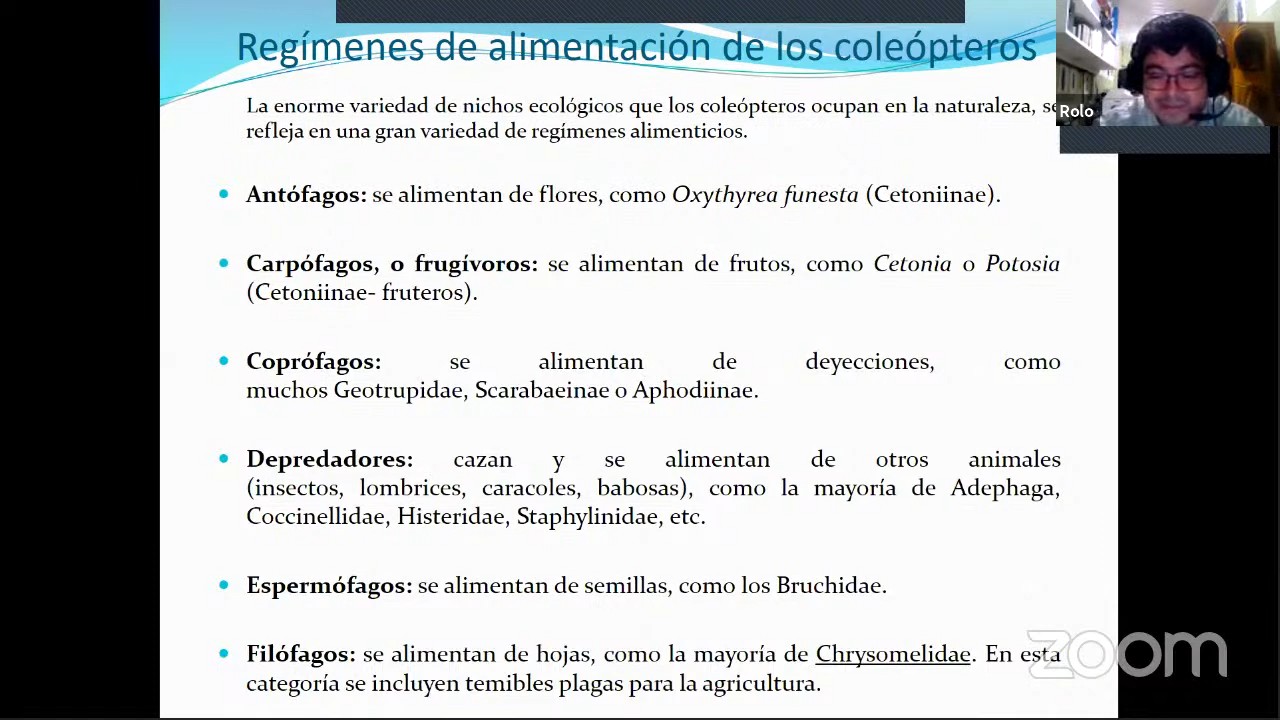 Regímenes de alimentación de los coleópteros
La enorme variedad de nichos ecológicos que los coleópteros ocupan en la naturaleza, se
refleja en una gran variedad de regímenes alimenticios.
Rolo
• Antófagos: se alimentan de flores, como Oxythyrea funesta (Cetoniinae).
• Carpófagos, o frugívoros: se alimentan de frutos, como Cetonia o Potosia
(Cetoniinae- fruteros).
• Coprófagos: se alimentan de deyecciones, como
muchos Geotrupidae, Scarabaeinae o Aphodiinae.
• Depredadores: cazan y se alimentan de otros animales
(insectos, lombrices, caracoles, babosas), como la mayoría de Adephaga,
Coccinellidae, Histeridae, Staphylinidae, etc.
• Espermófagos: se alimentan de semillas, como los Bruchidae.
• Filófagos: se alimentan de hojas, como la mayoría de Chrysomelidae. En esta
categoría se incluyen temibles plagas para la agricultura.
zoom